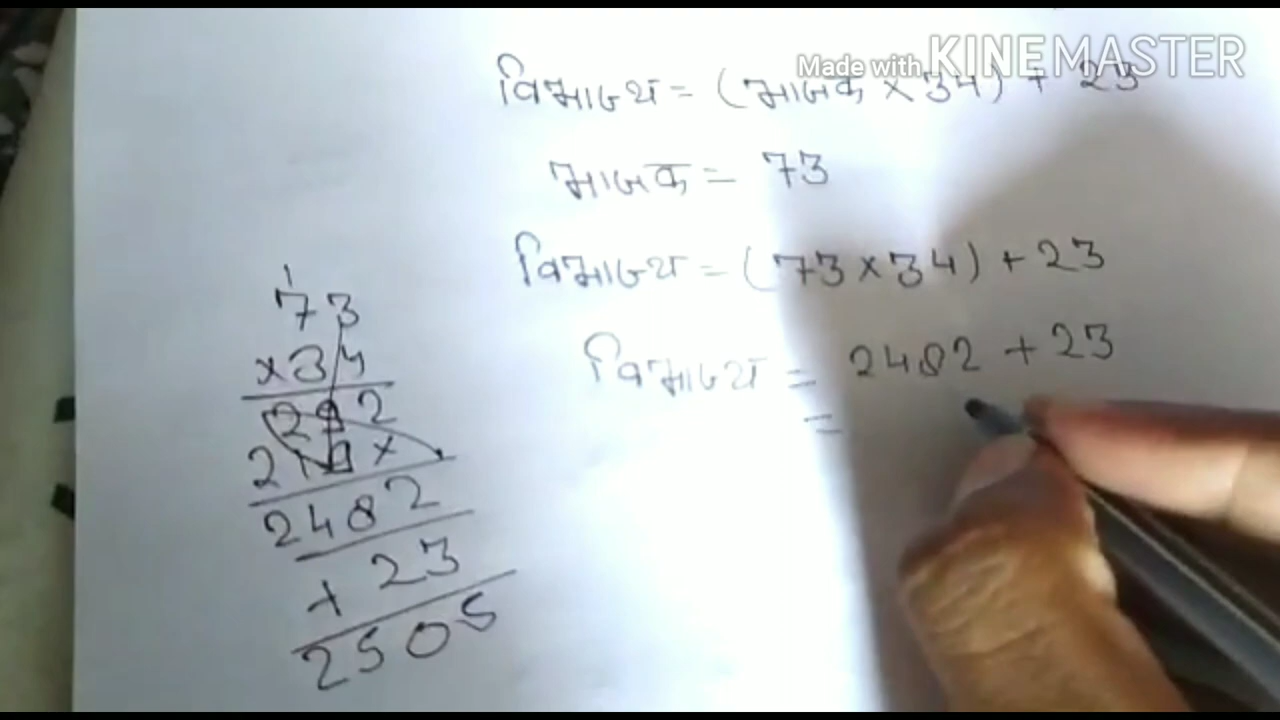 Made with KINEMASTER
विभाज्य = (भाजक × 34) + 23
भाजक = 73
विभाज्य = (73 × 34) + 23
विभाज्य = 2482 + 23
=
1
73
×34
292
219×
2482
+ 23
2505